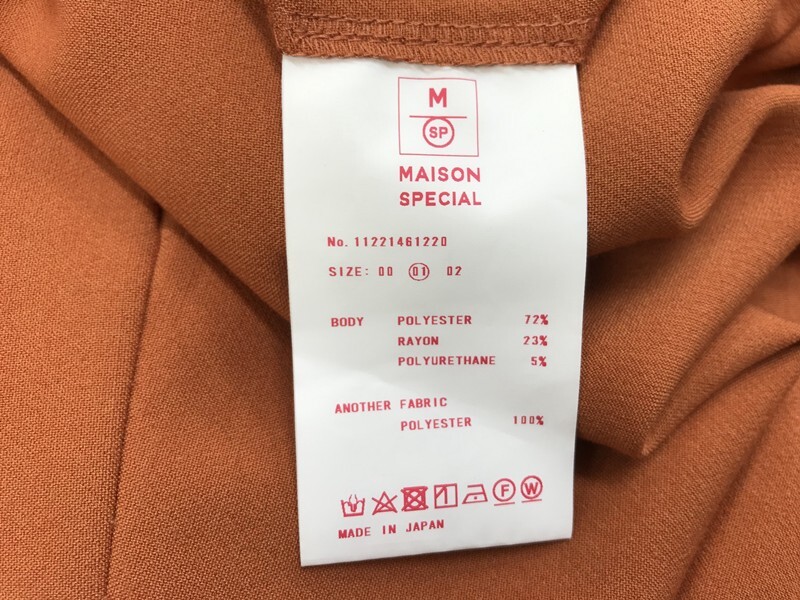 M
SP
MAISON
SPECIAL
No. 11221461220
SIZE: 00 01 02
BODY POLYESTER 72%
RAYON 23%
POLYURETHANE 5%
ANOTHER FABRIC
POLYESTER 100%
F W
MADE IN JAPAN